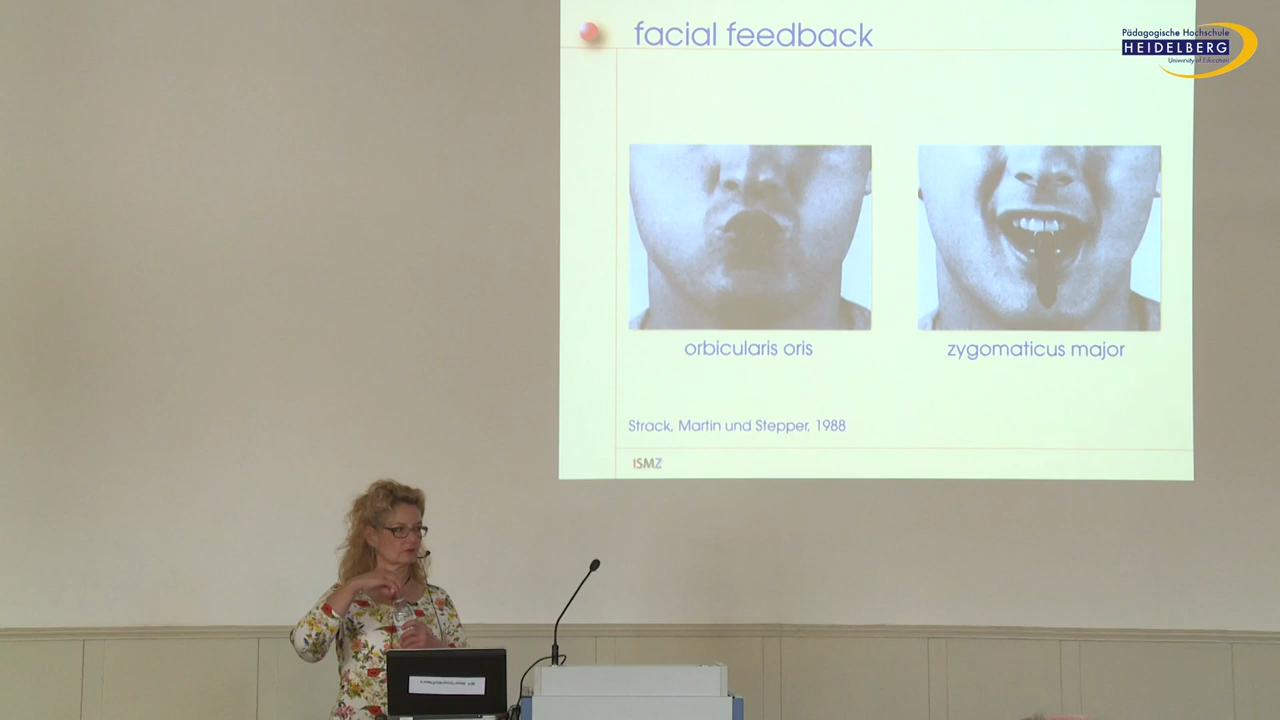 facial feedback
Pädagogische Hochschule
HEIDELBERG
University of Education
orbicularis oris
zygomaticus major
Strack, Martin und Stepper, 1988
ISMZ